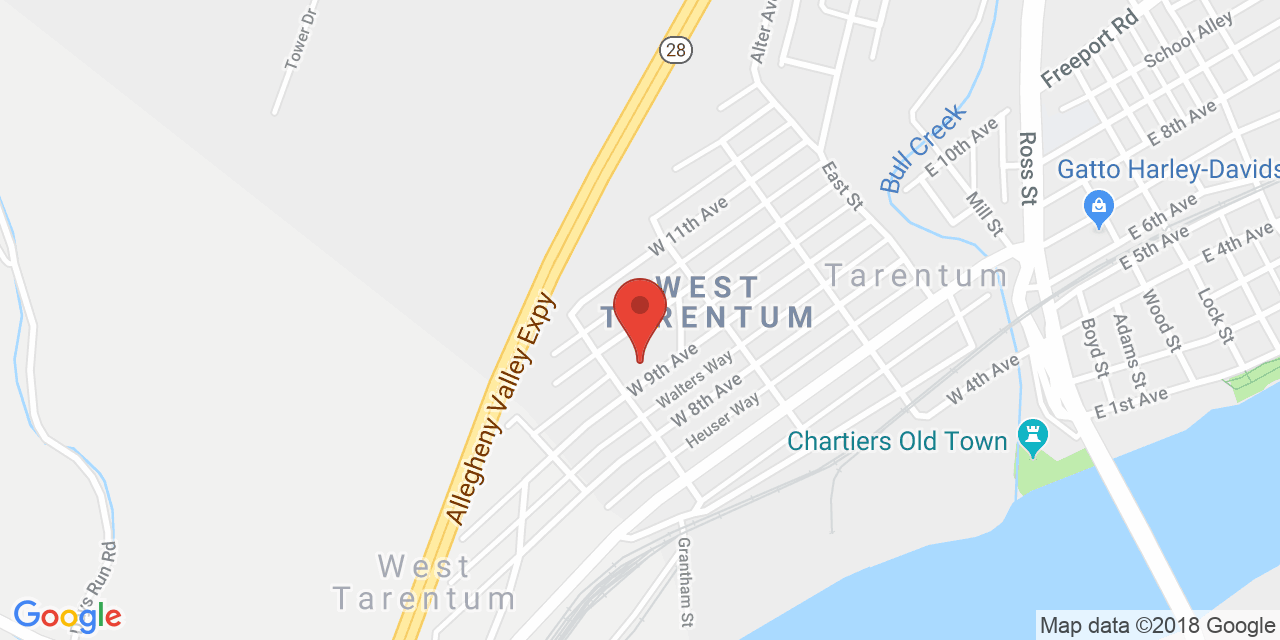 Tower Dr
28
Alter Ave
Freeport Rd
School Alley
Bull Creek
E 10th Ave
Ross St
E 8th Ave
Gatto Harley-Davids
East St
Mill St
E 6th Ave
E 5th Ave
E 4th Ave
W 11th Ave
Tarentum
WEST
TARENTUM
Allegheny Valley Expy
Lock St
Wood St
Adams St
Boyd St
W 9th Ave
Walters Way
W 8th Ave
Heuser Way
W 4th Ave
E 1st Ave
Chartiers Old Town
West
Tarentum
Grantham St
s Run Rd
Google
Map data ©2018 Google